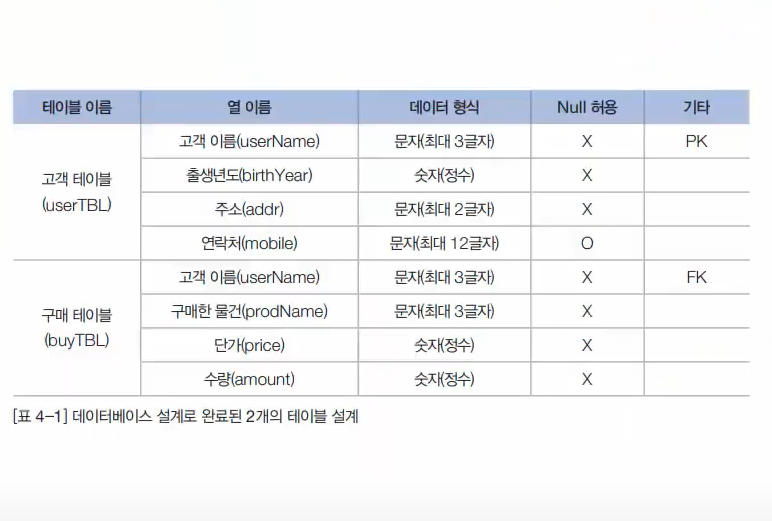 테이블 이름 열 이름 데이터 형식 Null 허용 기타
고객 테이블
(userTBL)
고객 이름(userName) 문자(최대 3글자) X PK
출생년도(birthYear) 숫자(정수) X
주소(addr) 문자(최대 2글자) X
연락처(mobile) 문자(최대 12글자) O
구매 테이블
(buyTBL)
고객 이름(userName) 문자(최대 3글자) X FK
구매한 물건(prodName) 문자(최대 3글자) X
단가(price) 숫자(정수) X
수량(amount) 숫자(정수) X
[표 4-1] 데이터베이스 설계로 완료된 2개의 테이블 설계